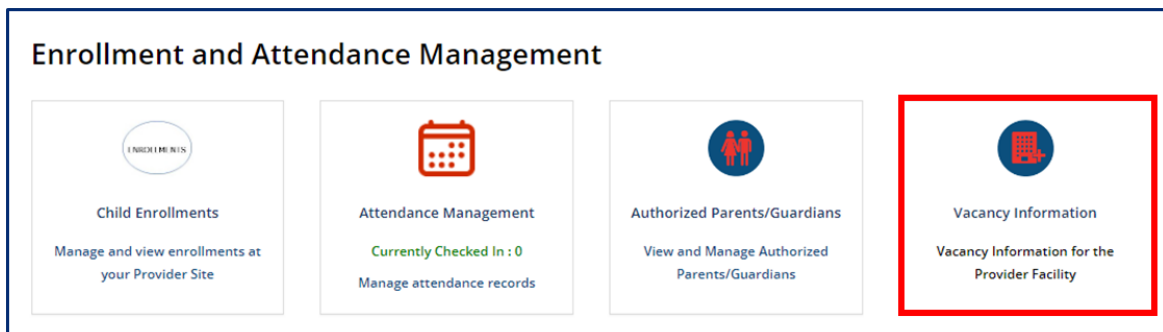 Enrollment and Attendance Management
ENROLLMENTS
Child Enrollments
Manage and view enrollments at
your Provider Site
Attendance Management
Currently Checked In : 0
Manage attendance records
Authorized Parents/Guardians
View and Manage Authorized
Parents/Guardians
Vacancy Information
Vacancy Information for the
Provider Facility